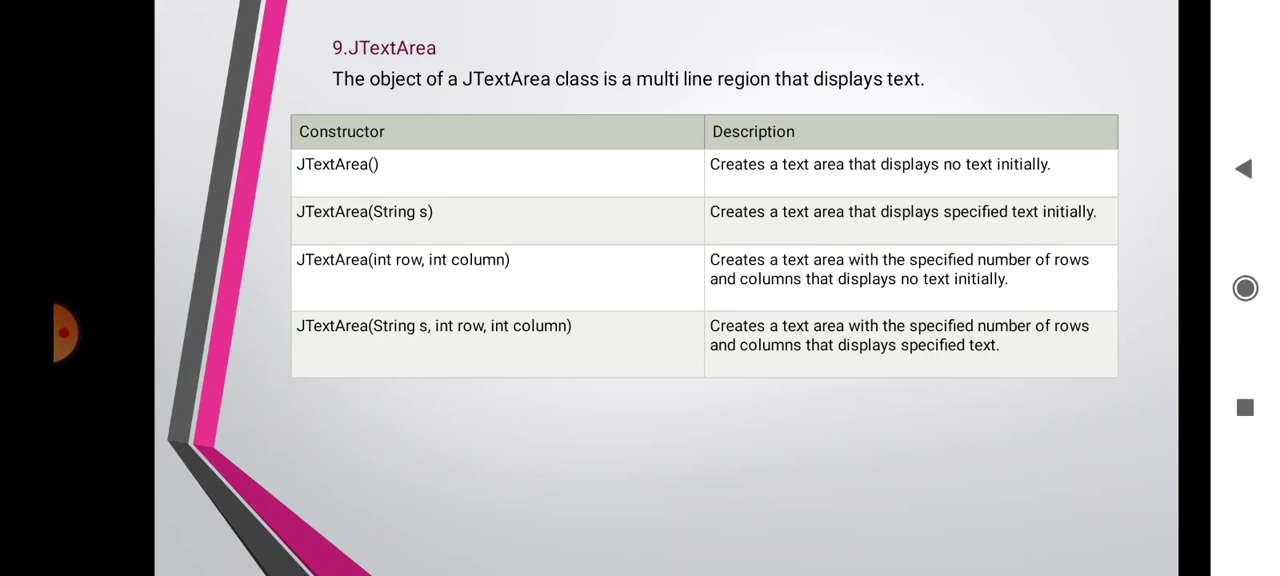 9.JTextArea
The object of a JTextArea class is a multi line region that displays text.
Constructor
Description
JTextArea()
Creates a text area that displays no text initially.
JTextArea(String s)
Creates a text area that displays specified text initially.
JTextArea(int row, int column)
Creates a text area with the specified number of rows
and columns that displays no text initially.
JTextArea(String s, int row, int column)
Creates a text area with the specified number of rows
and columns that displays specified text.